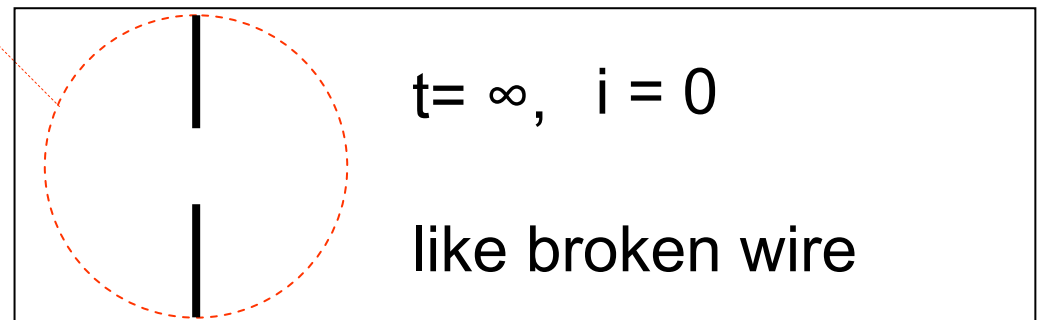 t= ∞, i = 0
like broken wire